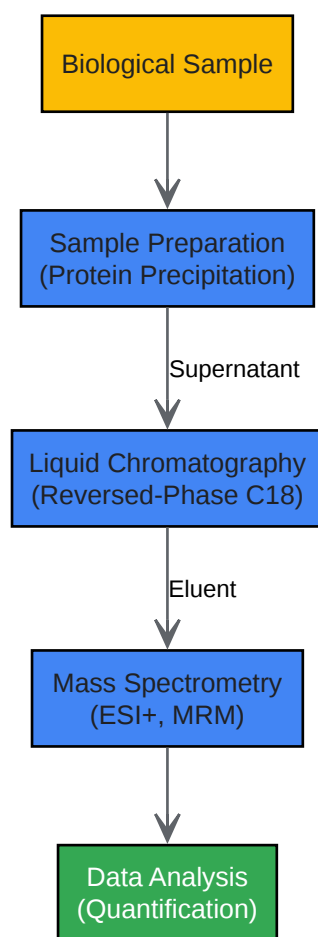 Biological Sample
Sample Preparation
(Protein Precipitation)
Supernatant
Liquid Chromatography
(Reversed-Phase C18)
Eluent
Mass Spectrometry
(ESI+, MRM)
Data Analysis
(Quantification)